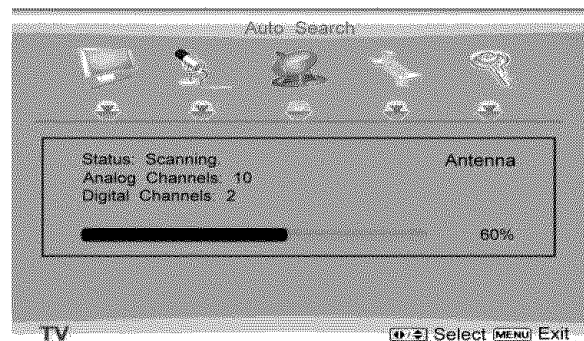 Auto Search
Status: Scanning Antenna
Analog Channels: 10
Digital Channels: 2
60%
TV Select MENU Exit